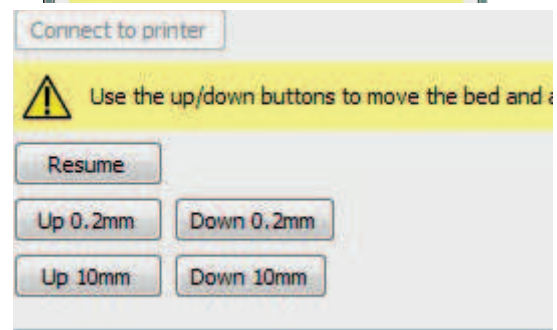 Connect to printer
Use the up/down buttons to move the bed and
Resume
Up 0.2mm Down 0.2mm
Up 10mm Down 10mm